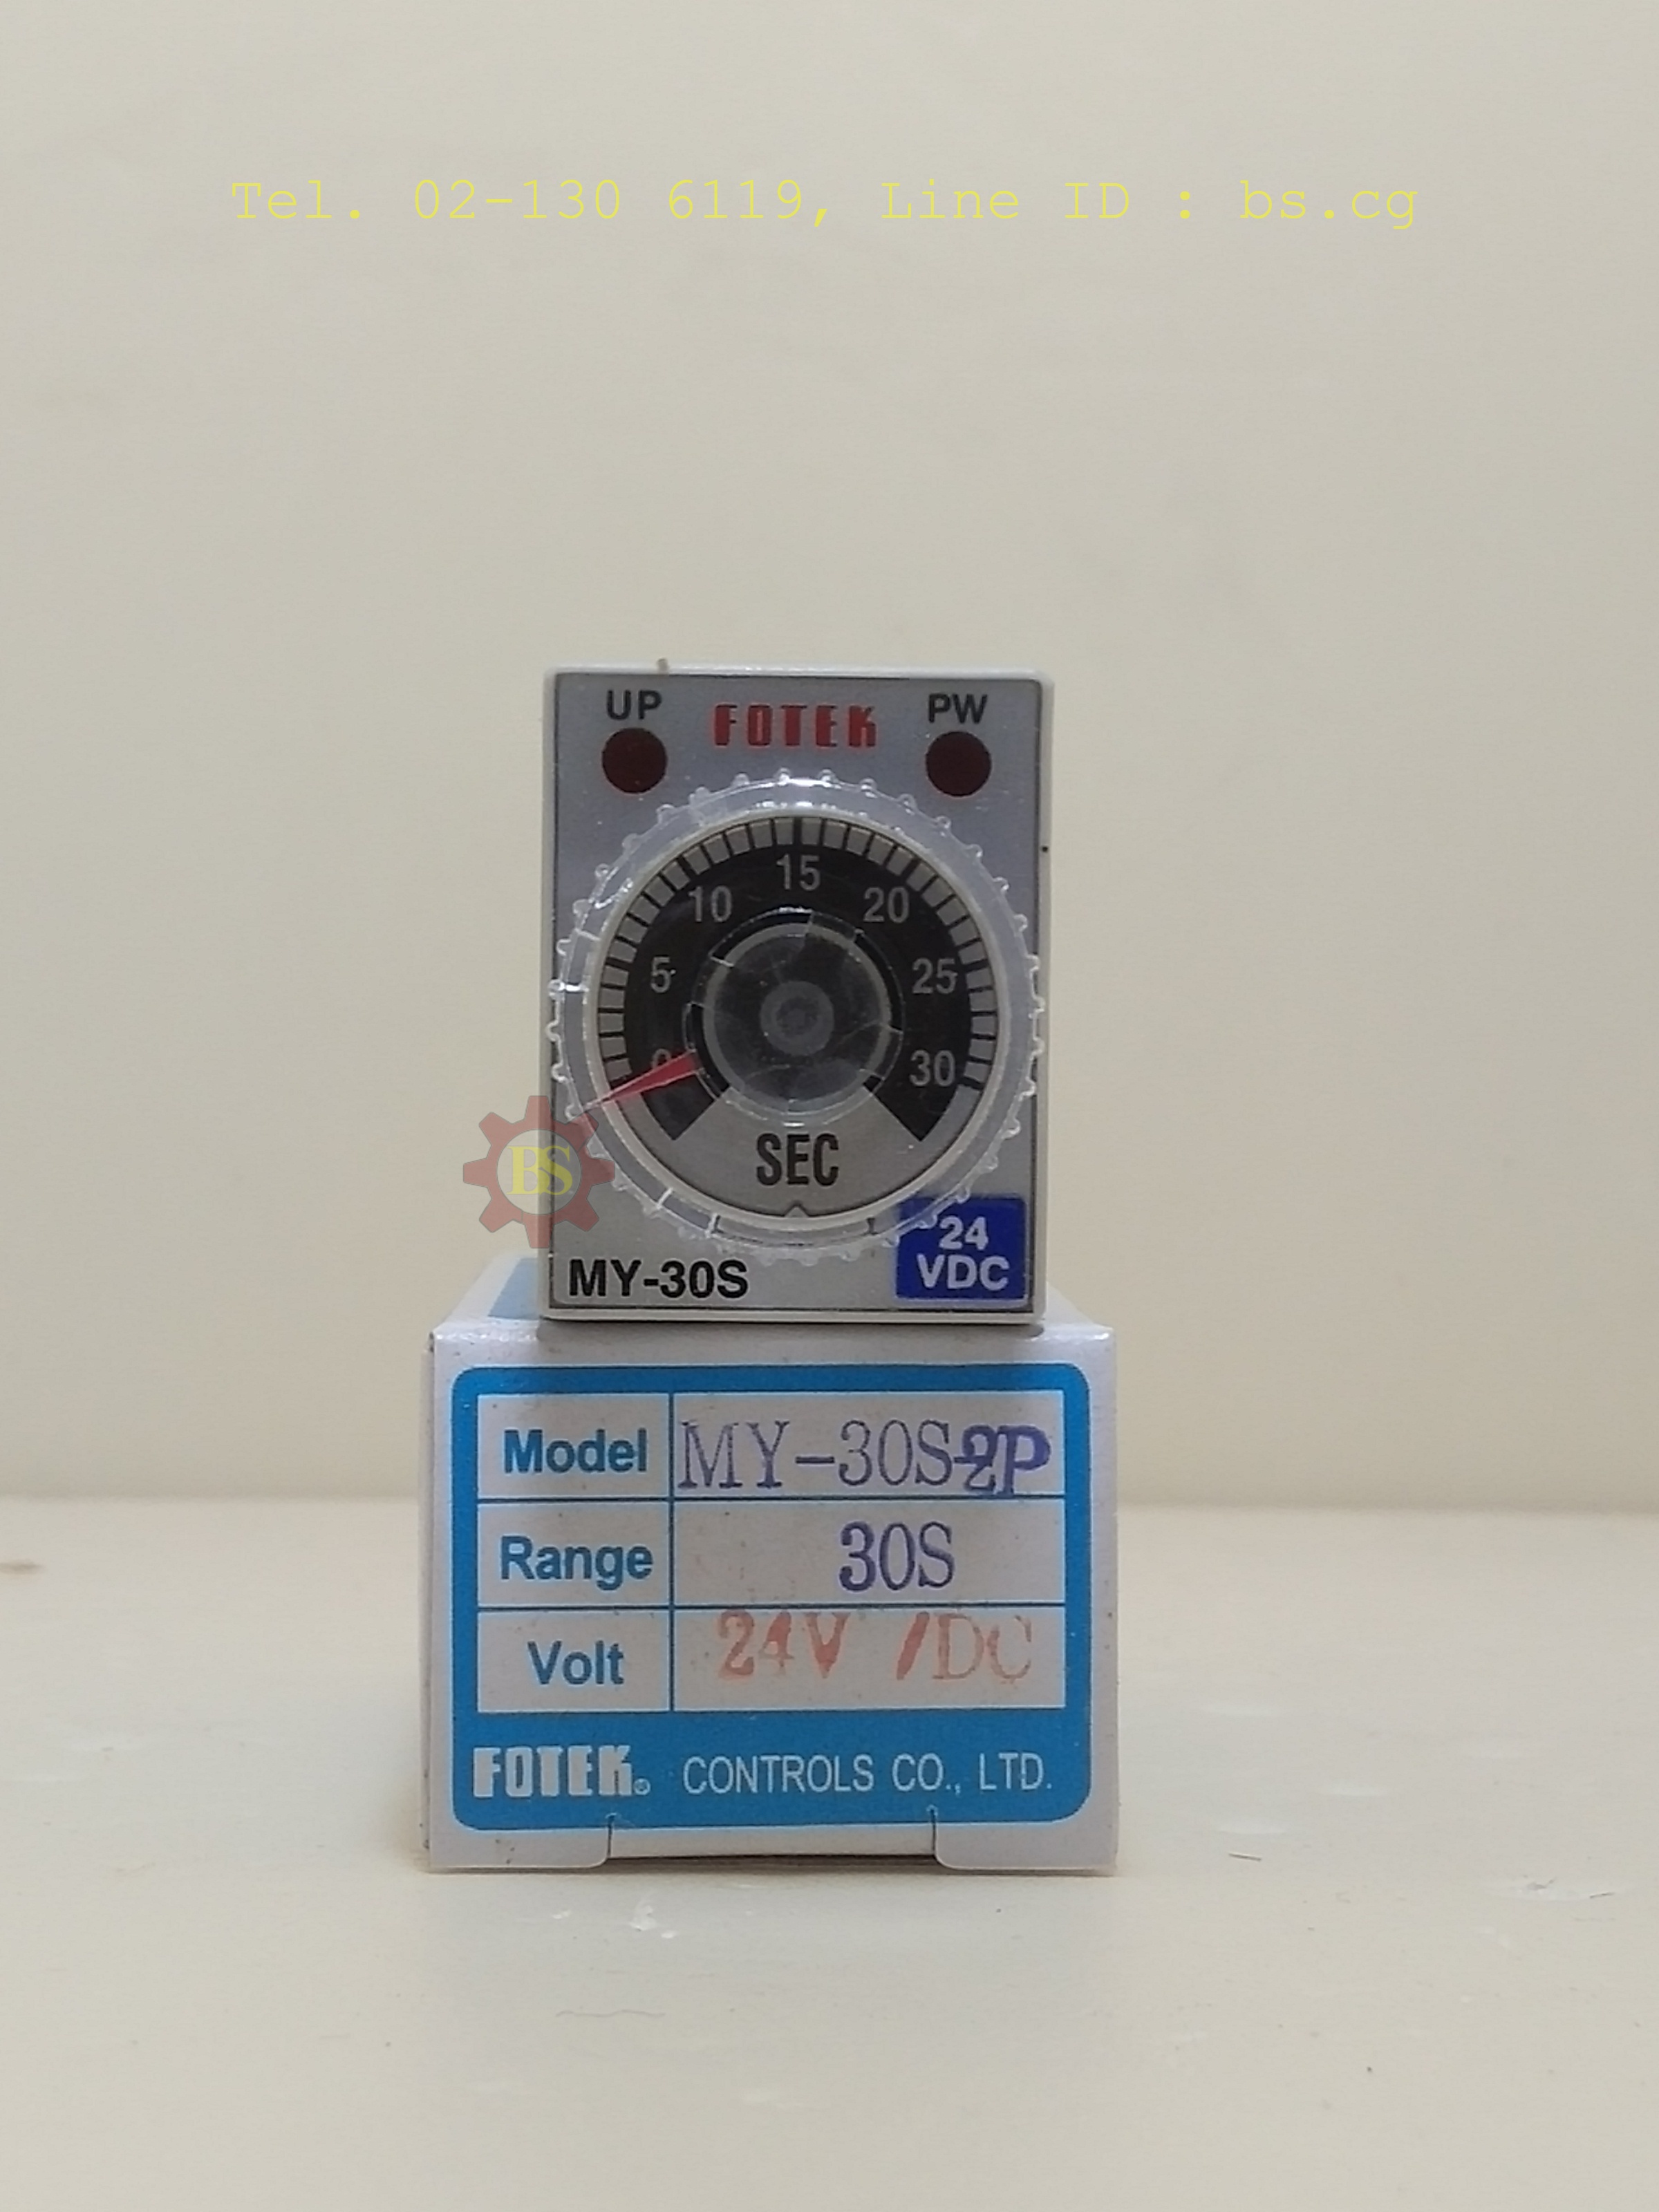 Tel. 02-130 6119, Line ID : bs.cg
UP FOTEK PW
15
10 20
5 25
0 30
SEC
BS
24
VDC
MY-30S
Model MY-30S-2P
Range 30S
Volt 24V /DC
FOTEK® CONTROLS CO., LTD.